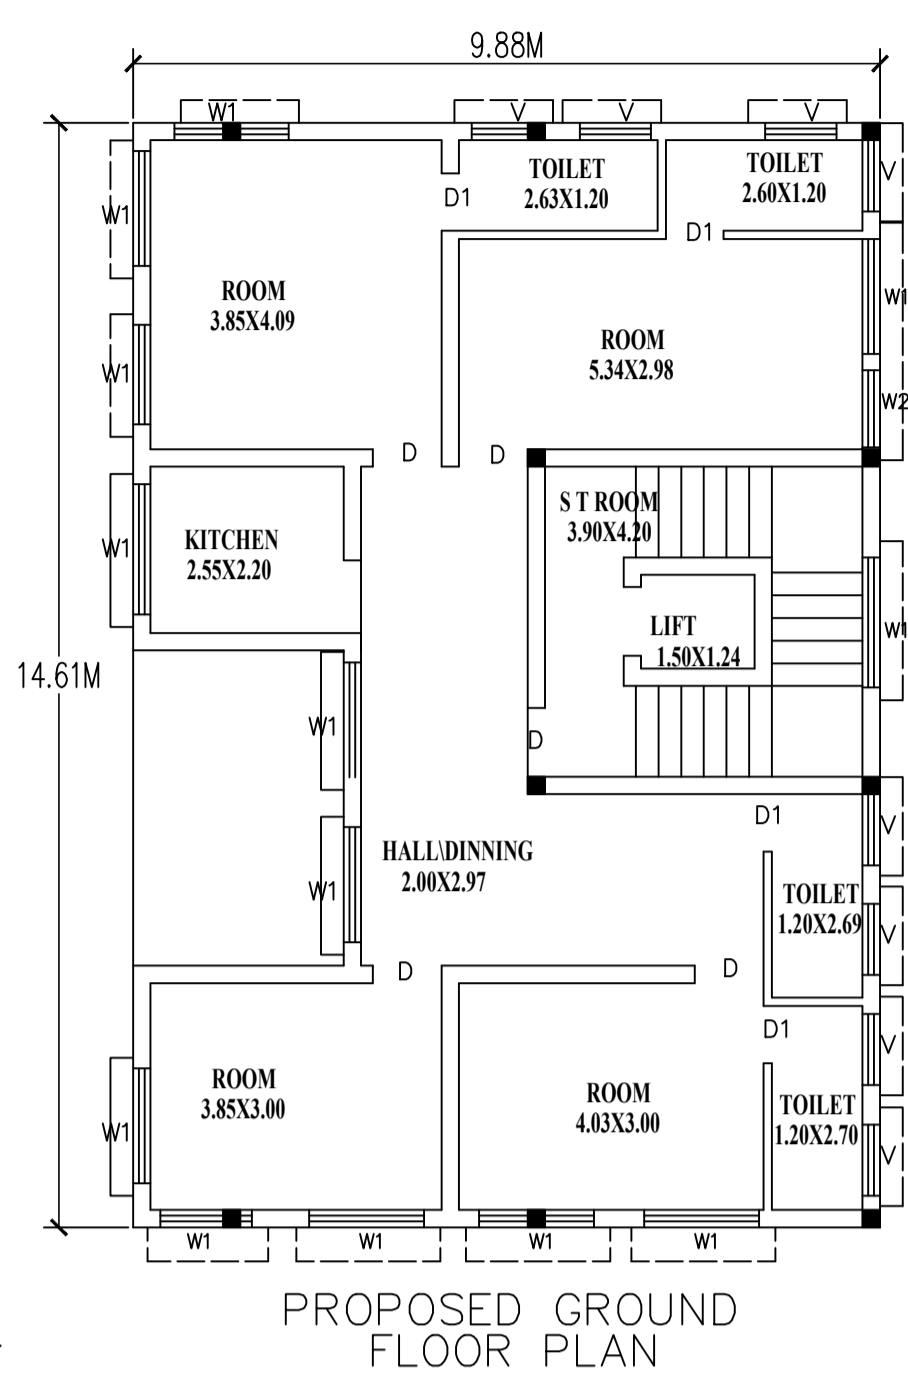 9.88M
W1
V
V
V
TOILET
2.63X1.20
TOILET
2.60X1.20
V
D1
W1
D1
ROOM
3.85X4.09
W1
ROOM
5.34X2.98
W1
W2
D
D
S T ROOM
3.90X4.20
KITCHEN
2.55X2.20
W1
LIFT
1.50X1.24
W1
14.61M
W1
D
D1
V
HALL\DINNING
2.00X2.97
W1
TOILET
1.20X2.69
V
D
D
D1
V
ROOM
3.85X3.00
ROOM
4.03X3.00
TOILET
1.20X2.70
W1
V
W1
W1
W1
W1
PROPOSED GROUND
FLOOR PLAN